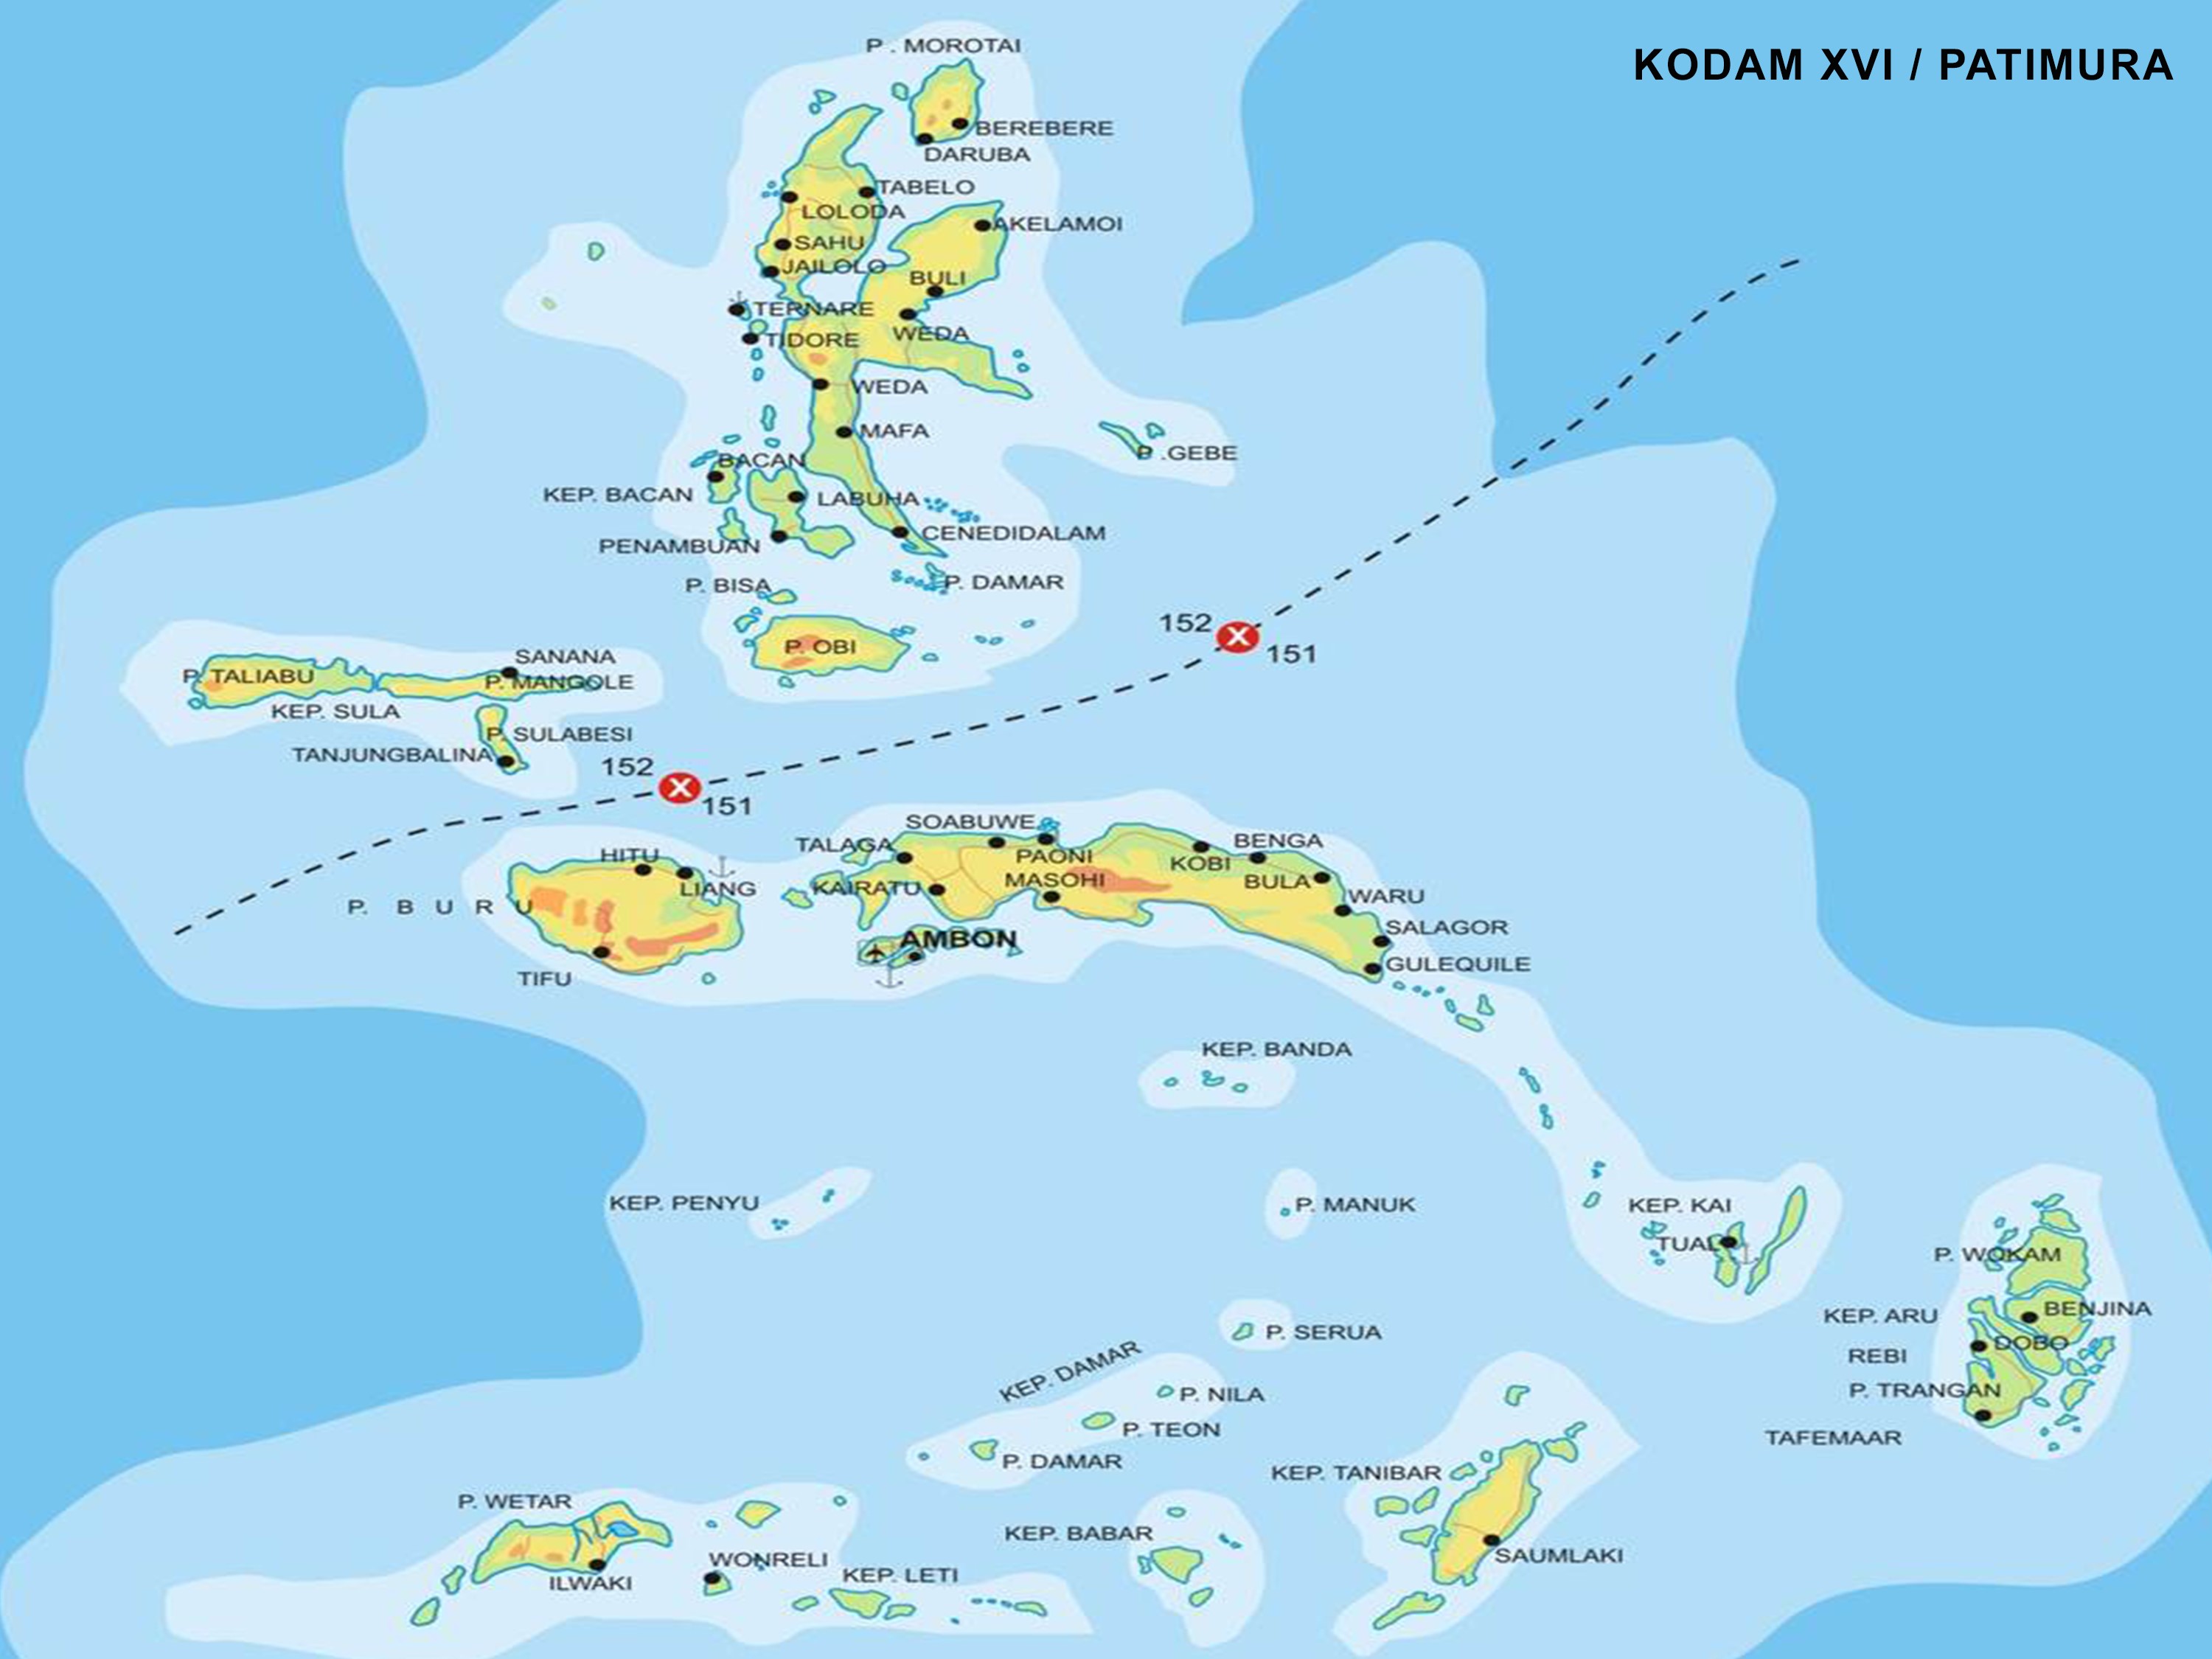 KODAM XVI / PATIMURA
P . MOROTAI
BEREBERE
DARUBA
TABELO
LOLODA
AKELAMOI
SAHU
JAILOLO
BULI
TERNARE
WEDA
TIDORE
WEDA
MAFA
P .GEBE
BACAN
KEP. BACAN
LABUHA
CENEDIDALAM
PENAMBUAN
P. BISA
P. DAMAR
152
151
P. OBI
SANANA
P. TALIABU
P. MANGOLE
KEP. SULA
P. SULABESI
TANJUNGBALINA
152
151
SOABUWE
TALAGA
BENGA
HITU
PAONI
KOBI
LIANG
KAIRATU
MASOHI
BULA
WARU
P. BURU
SALAGOR
AMBON
GULEQUILE
TIFU
KEP. BANDA
KEP. PENYU
P. MANUK
KEP. KAI
TUAL
P. WOKAM
KEP. ARU
BENJINA
P. SERUA
DOBO
REBI
KEP. DAMAR
P. NILA
P. TRANGAN
P. TEON
TAFEMAAR
P. DAMAR
KEP. TANIBAR
P. WETAR
KEP. BABAR
WONRELI
SAUMLAKI
ILWAKI
KEP. LETI